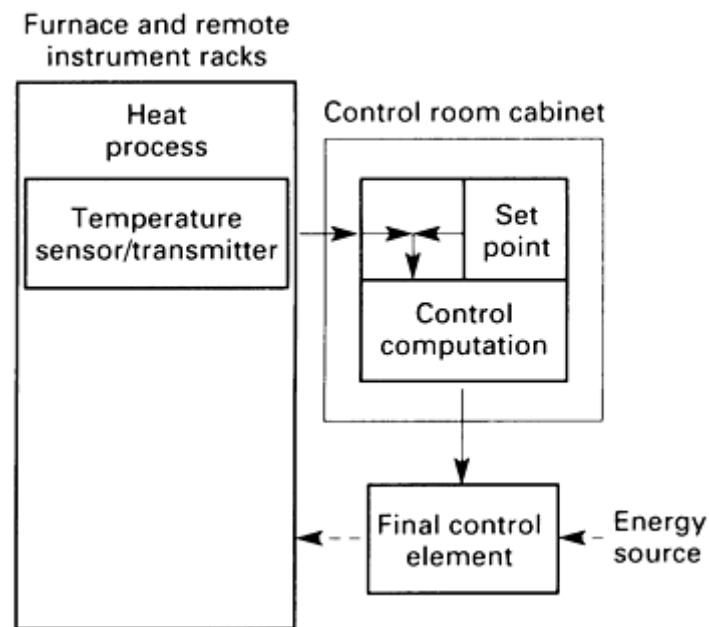 Furnace and remote
instrument racks
Heat
process
Temperature
sensor/transmitter
Control room cabinet
Set
point
Control
computation
Final control
element
Energy
source